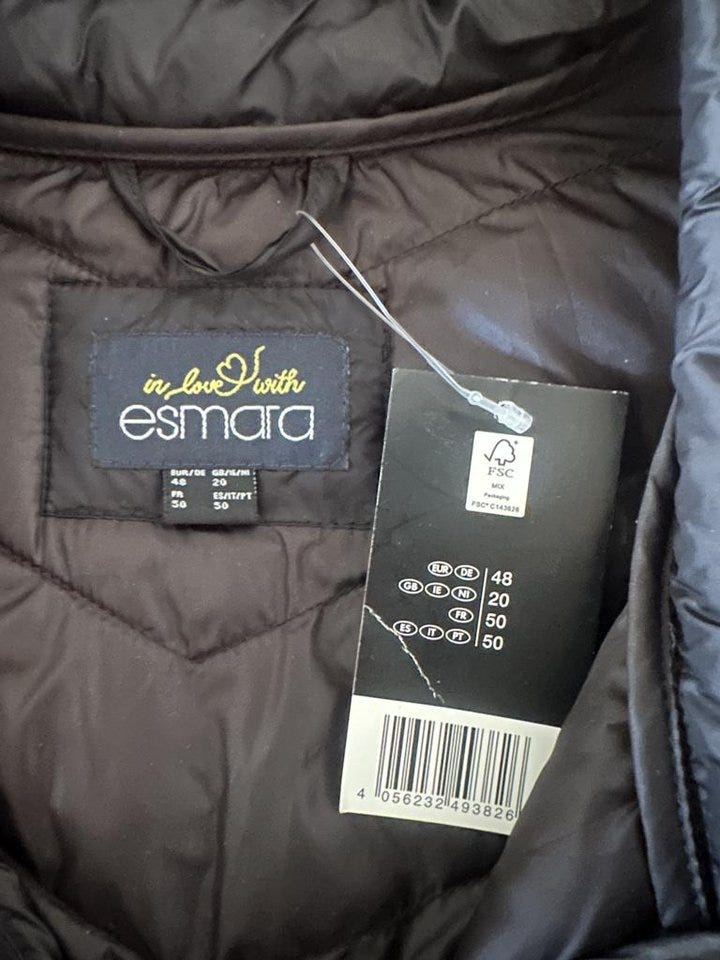 in love with
esmara
EUR/DE GB/IE/NI
48 20
FR ES/IT/PT
50 50
FSC
MIX
Packaging
FSC® C143626
EUR DE 48
GB IE NI 20
FR 50
ES IT PT 50
4 056232 493826